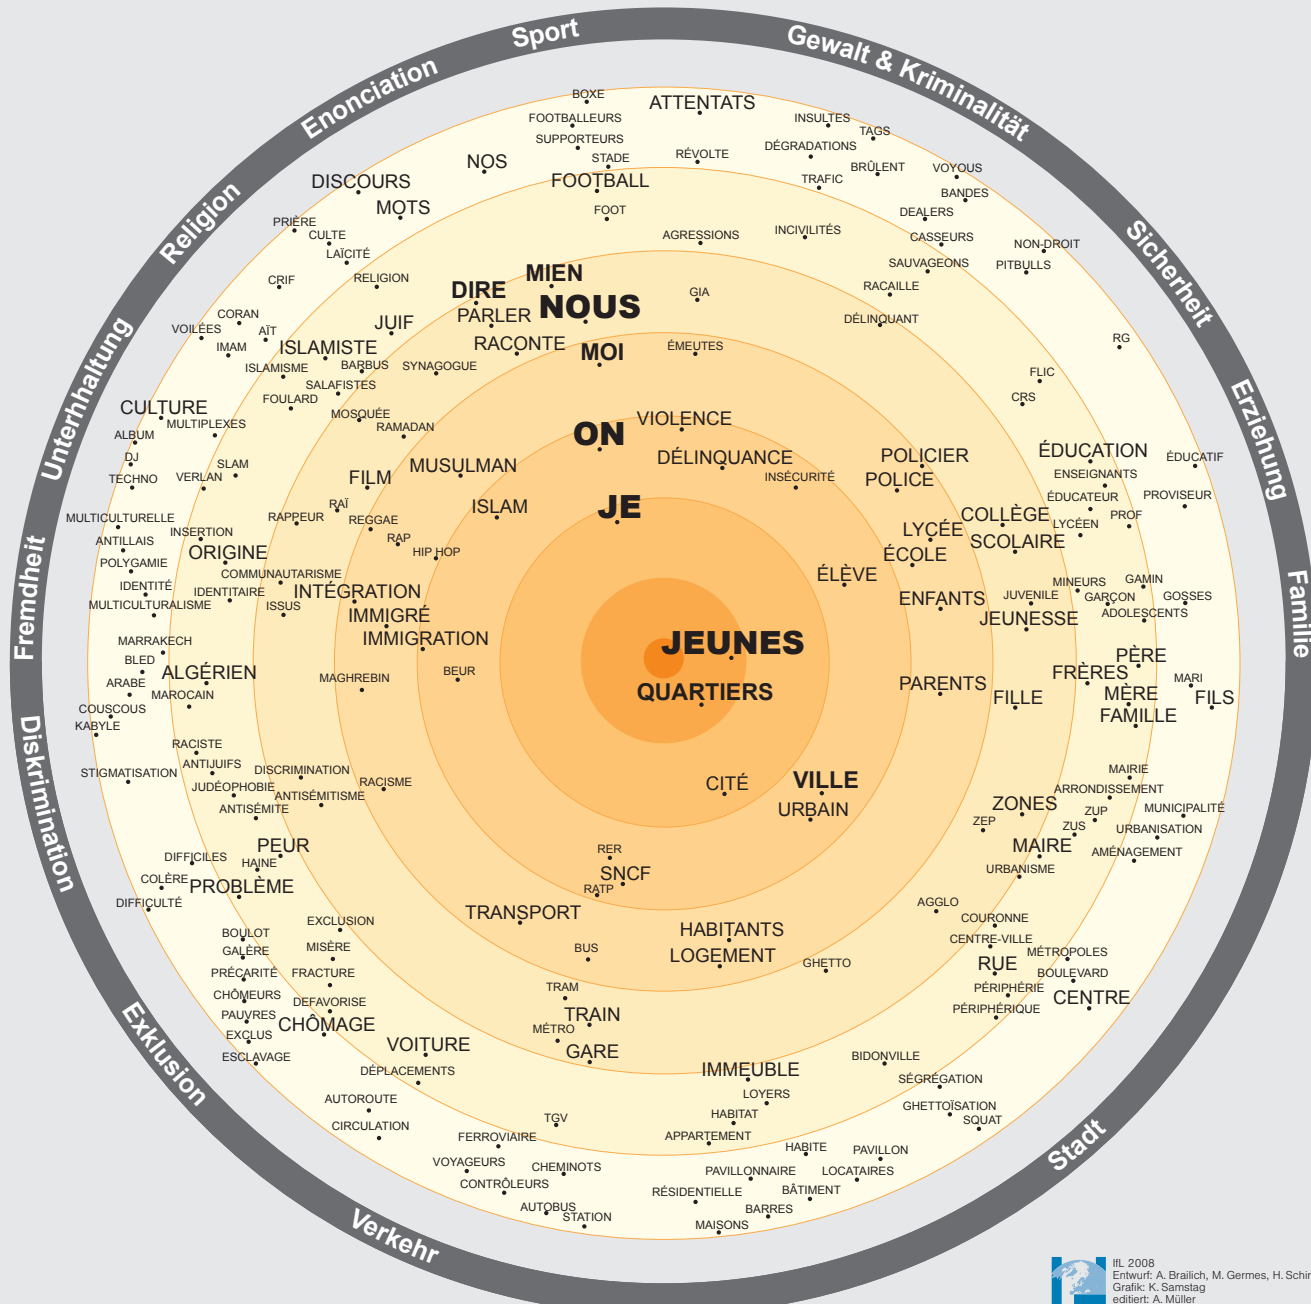 Sport
Gewalt & Kriminalität
Enonciation
Religion
Sicherheit
Unterhhaltung
Erziehung
Fremdheit
Familie
Diskrimination
Exklusion
Stadt
Verkehr
BOXE
ATTENTATS
FOOTBALLEURS
INSULTES
TAGS
SUPPORTEURS
DÉGRADATIONS
NOS
STADE
RÉVOLTE
BRÛLENT
VOYOUS
DISCOURS
FOOTBALL
TRAFIC
BANDES
MOTS
FOOT
DEALERS
PRIÈRE
CULTE
AGRESSIONS
INCIVILITÉS
CASSEURS
NON-DROIT
LAÏCITÉ
SAUVAGEONS
PITBULLS
CRIF
RELIGION
MIEN
DIRE
GIA
RACAILLE
NOUS
CORAN
PARLER
JUIF
DÉLINQUANT
VOILÉES
AÏT
IMAM
ISLAMISTE
RACONTE
MOI
ÉMEUTES
RG
ISLAMISME
BARBUS
SYNAGOGUE
SALAFISTES
FLIC
FOULARD
CRS
CULTURE
MOSQUÉE
MULTIPLEXES
RAMADAN
VIOLENCE
ALBUM
ON
ÉDUCATION
DJ
SLAM
MUSULMAN
DÉLINQUANCE
POLICIER
ÉDUCATIF
TECHNO
VERLAN
FILM
INSÉCURITÉ
POLICE
ENSEIGNANTS
RAÏ
ISLAM
JE
ÉDUCATEUR
PROVISEUR
MULTICULTURELLE
RAPPEUR
REGGAE
COLLÈGE
LYCÉEN
PROF
ANTILLAIS
INSERTION
RAP
LYCÉE
SCOLAIRE
POLYGAMIE
ORIGINE
HIP HOP
ÉCOLE
IDENTITÉ
COMMUNAUTARISME
ÉLÈVE
MINEURS
GAMIN
MULTICULTURALISME
IDENTITAIRE
INTÉGRATION
ENFANTS
JUVENILE
GARÇON
GOSSES
ISSUS
IMMIGRÉ
JEUNESSE
ADOLESCENTS
MARRAKECH
IMMIGRATION
JEUNES
BLED
ALGÉRIEN
BEUR
PÈRE
ARABE
MAROCAIN
MAGHREBIN
QUARTIERS
PARENTS
FRÈRES
MARI
COUSCOUS
FILLE
MÈRE
FILS
KABYLE
FAMILLE
RACISTE
STIGMATISATION
ANTIJUIFS
DISCRIMINATION
RACISME
CITÉ
VILLE
MAIRIE
JUDÉOPHOBIE
ANTISÉMITISME
ARRONDISSEMENT
ANTISÉMITE
URBAIN
ZONES
ZUP
MUNICIPALITÉ
ZEP
ZUS
URBANISATION
PEUR
RER
MAIRE
AMÉNAGEMENT
DIFFICILES
HAINE
SNCF
URBANISME
COLÈRE
PROBLÈME
RATP
DIFFICULTÉ
TRANSPORT
AGGLO
EXCLUSION
HABITANTS
COURONNE
BOULOT
MISÈRE
BUS
LOGEMENT
CENTRE-VILLE
GALÈRE
GHETTO
RUE
MÉTROPOLES
PRÉCARITÉ
FRACTURE
PÉRIPHÉRIE
BOULEVARD
CHÔMEURS
DEFAVORISE
TRAM
PÉRIPHÉRIQUE
CENTRE
PAUVRES
CHÔMAGE
TRAIN
EXCLUS
MÉTRO
ESCLAVAGE
VOITURE
GARE
BIDONVILLE
DÉPLACEMENTS
IMMEUBLE
SÉGRÉGATION
AUTOROUTE
LOYERS
GHETTOÏSATION
CIRCULATION
TGV
HABITAT
SQUAT
FERROVIAIRE
APPARTEMENT
HABITE
PAVILLON
VOYAGEURS
CHEMINOTS
PAVILLONNAIRE
LOCATAIRES
CONTRÔLEURS
RÉSIDENTIELLE
BÂTIMENT
AUTOBUS
BARRES
STATION
MAISONS
IfL 2008
Entwurf: A. Brailich, M. Germes, H. Schir
Grafik: K. Samstag
editiert: A. Müller